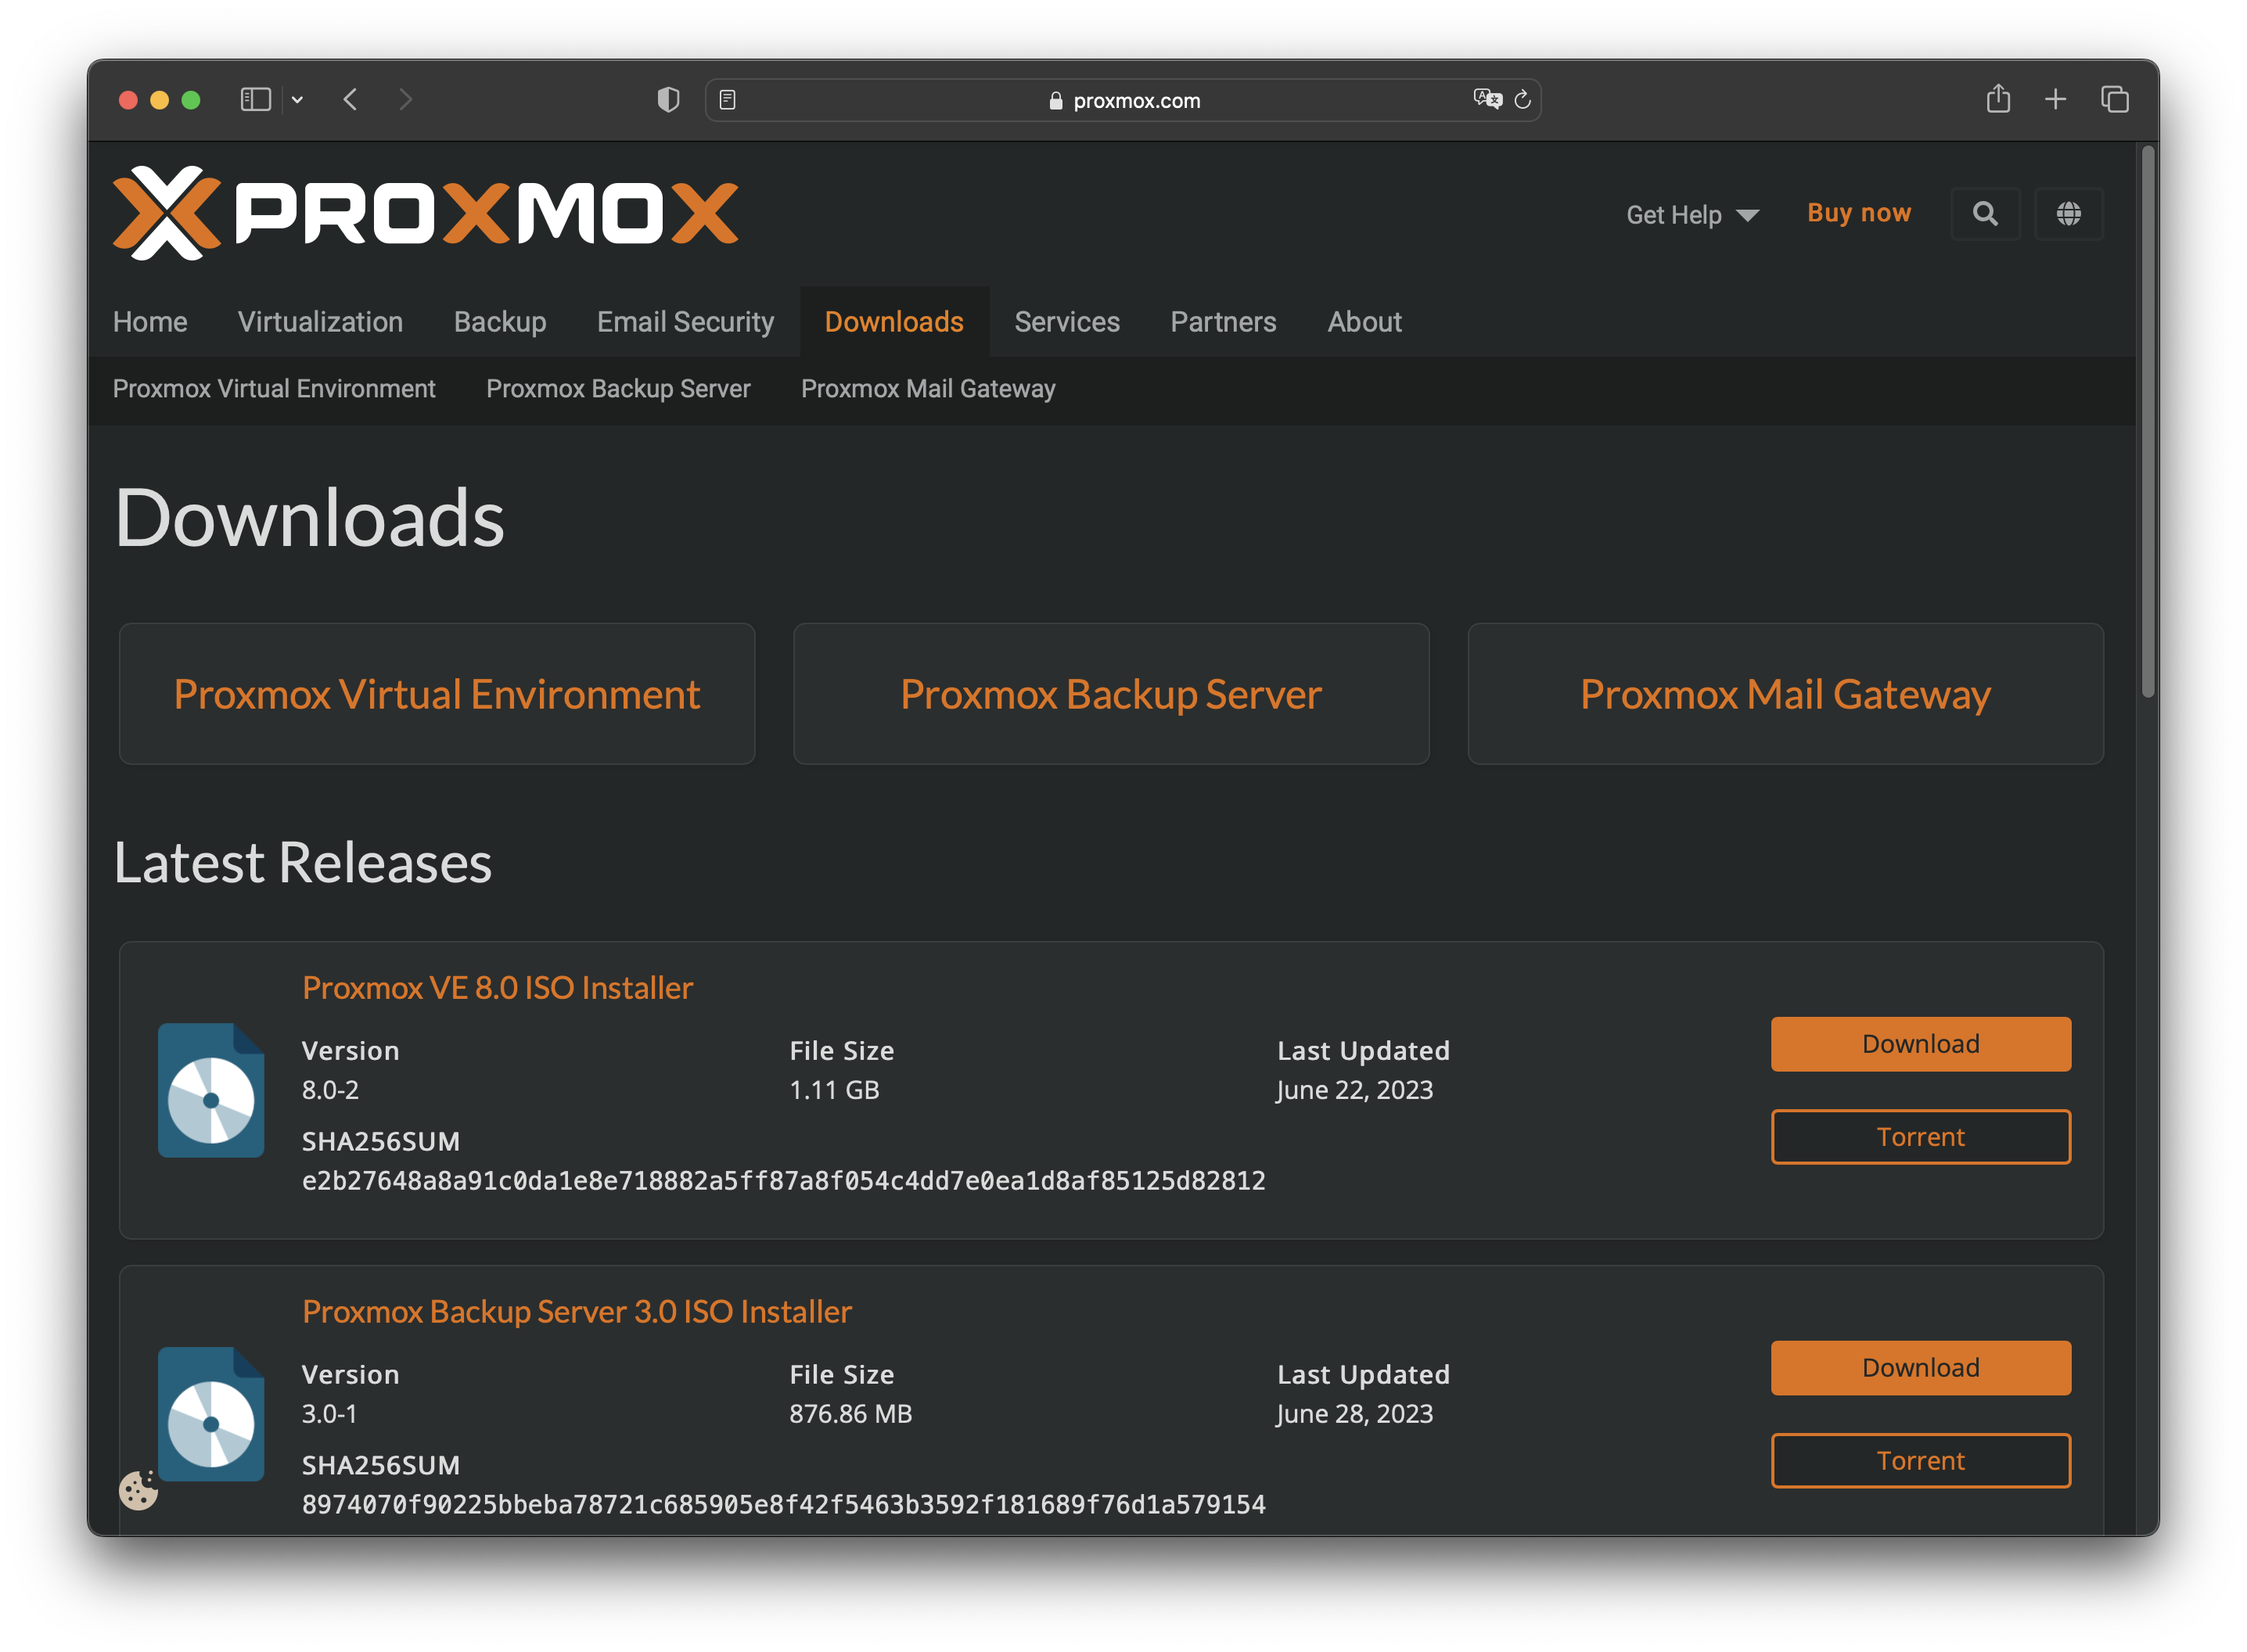 proxmox.com
PROXMOX
Get Help
Buy now
Home Virtualization Backup Email Security Downloads Services Partners About
Proxmox Virtual Environment Proxmox Backup Server Proxmox Mail Gateway
Downloads
Proxmox Virtual Environment
Proxmox Backup Server
Proxmox Mail Gateway
Latest Releases
Proxmox VE 8.0 ISO Installer
Version File Size Last Updated
8.0-2 1.11 GB June 22, 2023
SHA256SUM
e2b27648a8a91c0da1e8e718882a5ff87a8f054c4dd7e0ea1d8af85125d82812
Download
Torrent
Proxmox Backup Server 3.0 ISO Installer
Version File Size Last Updated
3.0-1 876.86 MB June 28, 2023
SHA256SUM
8974070f90225bbeba78721c685905e8f42f5463b3592f181689f76d1a579154
Download
Torrent